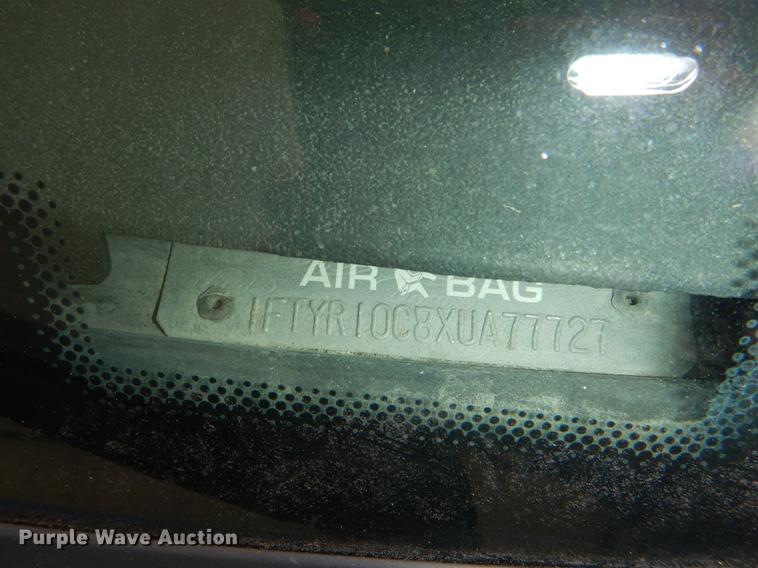 AIR BAG
1FTYR10C8XUA77727
Purple Wave Auction